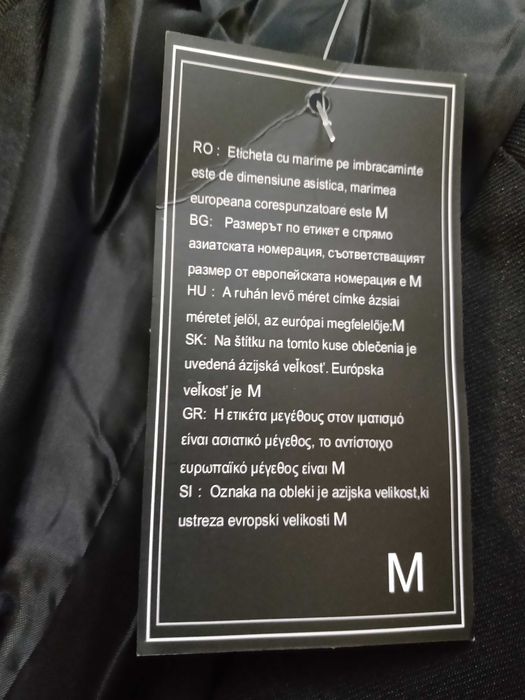 RO : Eticheta cu marime pe imbracaminte
este de dimensiune asistica, marimea
europeana corespunzatoare este M
BG: Размерът по етикет е спрямо
азиатската номерация, съответстващият
размер от европейската номерация е M
HU : A ruhán levő méret címke ázsiai
méretet jelöl, az európai megfelelője:M
SK: Na štítku na tomto kuse oblečenia je
uvedená ázijská veľkosť. Európska
veľkosť je M
GR: Η ετικέτα μεγέθους στον ιματισμό
είναι ασιατικό μέγεθος, το αντίστοιχο
ευρωπαϊκό μέγεθος είναι M
SI : Oznaka na obleki je azijska velikost,ki
ustreza evropski velikosti M
M